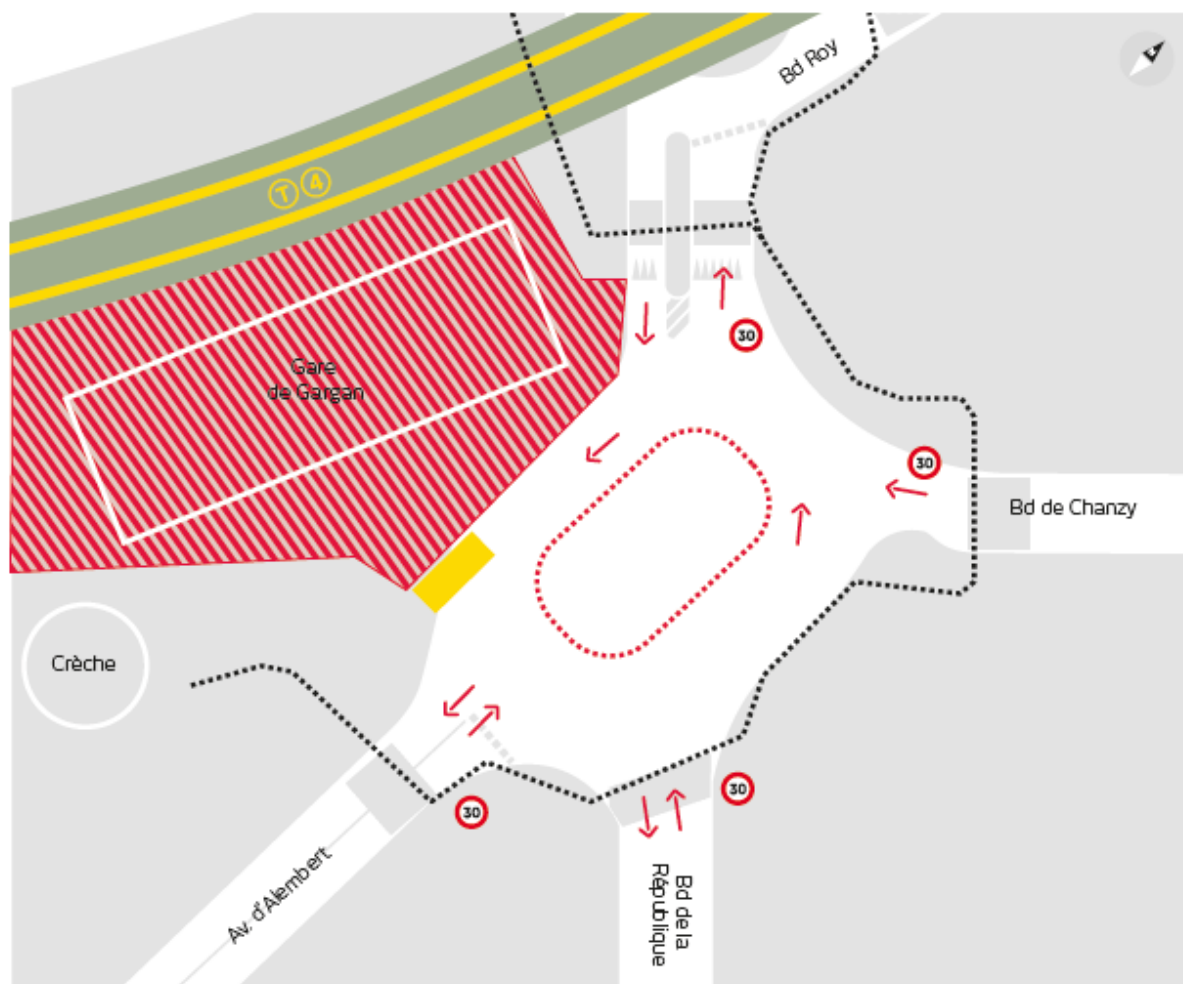 Bd Roy
T 4
30
Gare
de Gargan
30
Bd de Chanzy
Crèche
30
30
Av. d'Alembert
Bd de la
République